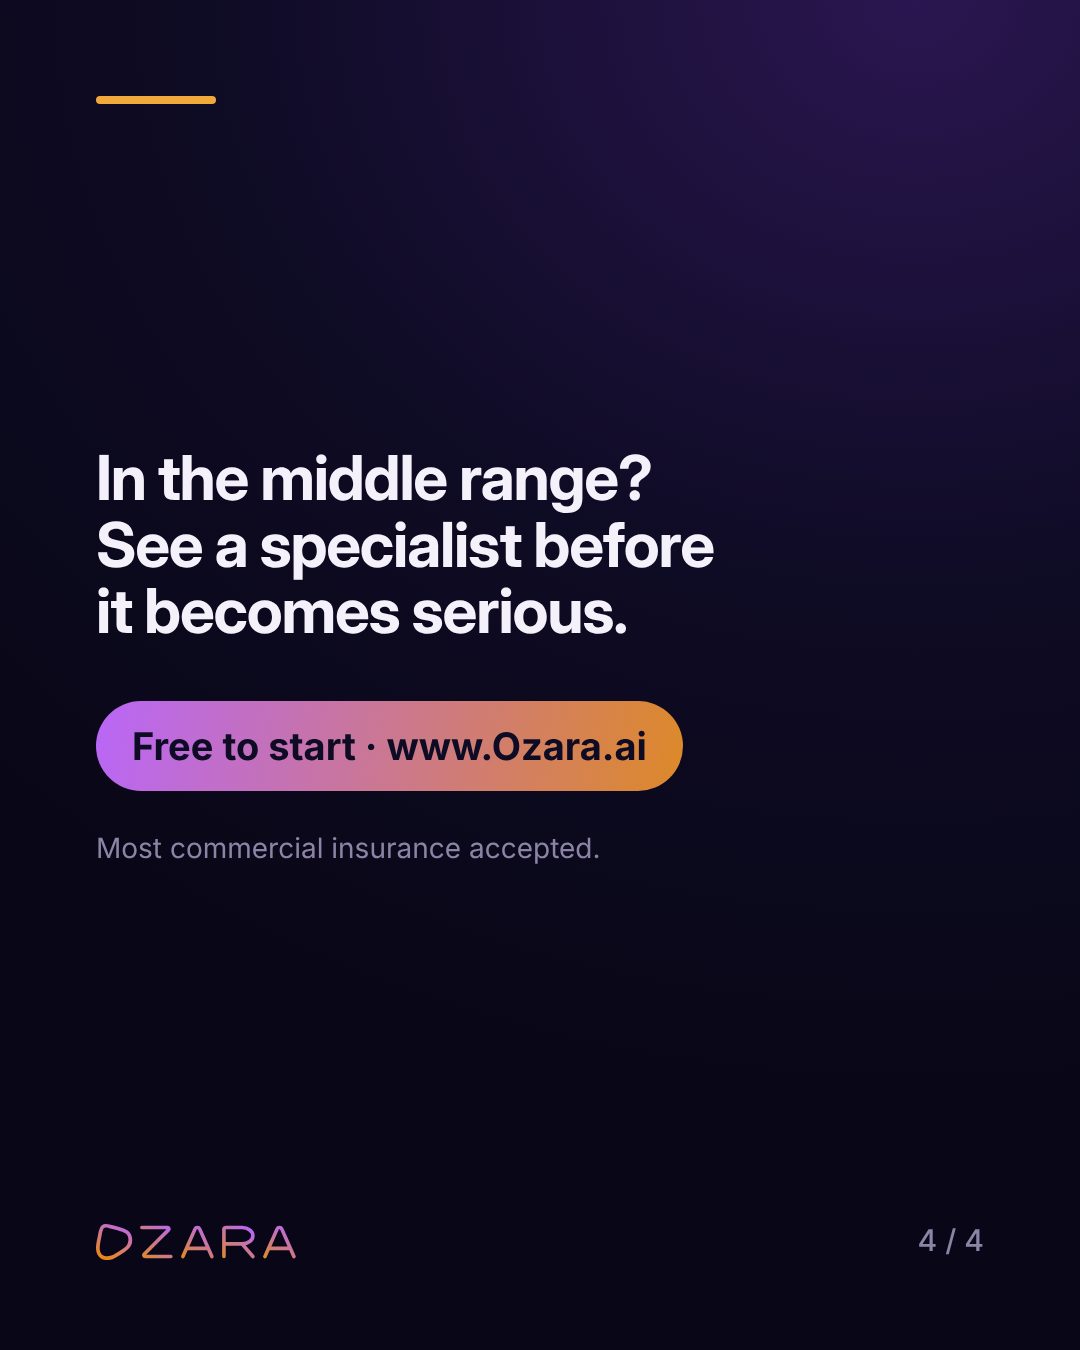 In the middle range?
See a specialist before
it becomes serious.
Free to start · www.Ozara.ai
Most commercial insurance accepted.
OZARA
4 / 4